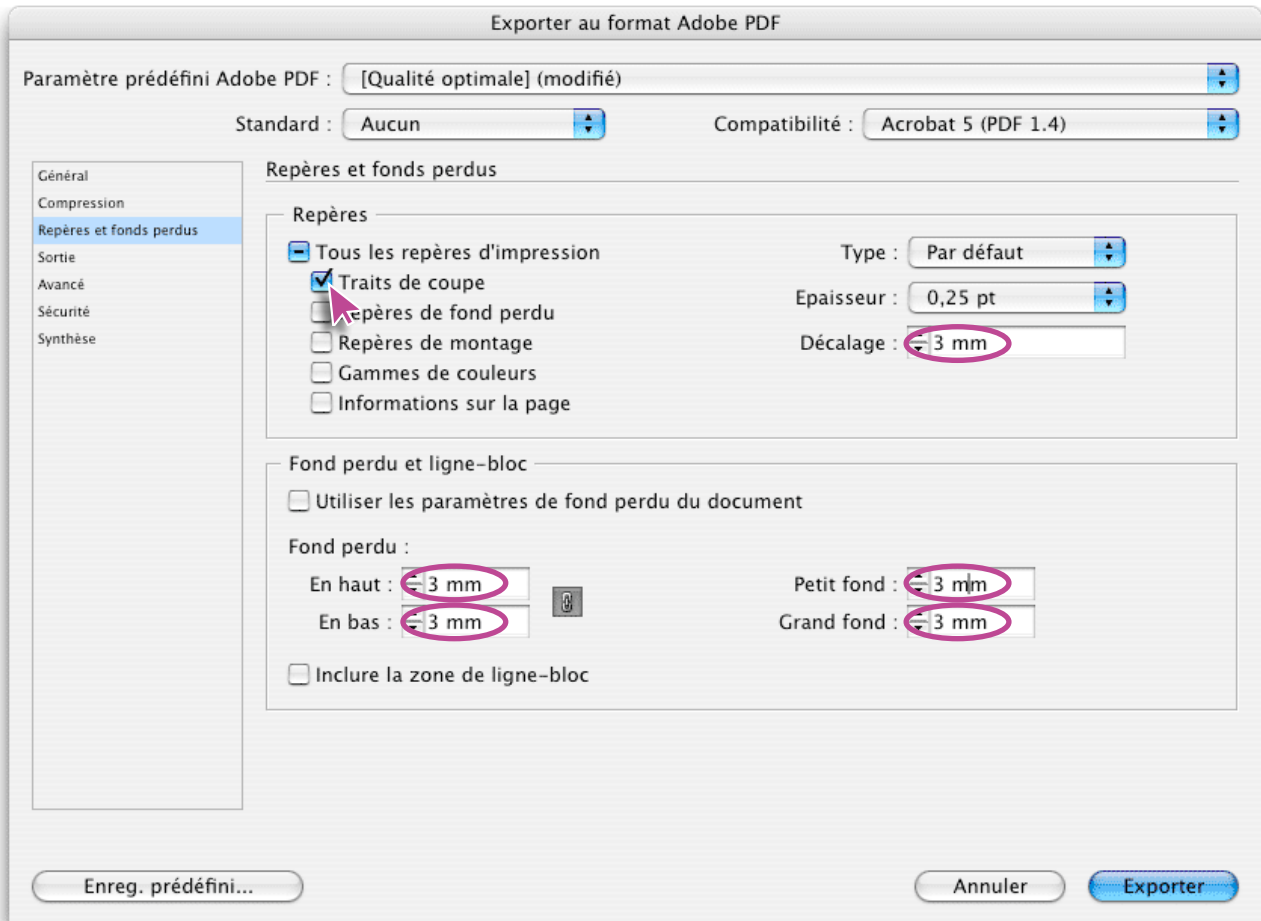 Exporter au format Adobe PDF
Paramètre prédéfini Adobe PDF : [Qualité optimale] (modifié)
Standard : Aucun Compatibilité : Acrobat 5 (PDF 1.4)
Général
Compression
Repères et fonds perdus
Sortie
Avancé
Sécurité
Synthèse
Repères et fonds perdus
Repères
Tous les repères d'impression
Traits de coupe
epères de fond perdu
Repères de montage
Gammes de couleurs
Informations sur la page
Type : Par défaut
Epaisseur : 0,25 pt
Décalage : 3 mm
Fond perdu et ligne-bloc
Utiliser les paramètres de fond perdu du document
Fond perdu :
En haut : 3 mm
En bas : 3 mm
Petit fond : 3 mm
Grand fond : 3 mm
Inclure la zone de ligne-bloc
Enreg. prédéfini...
Annuler
Exporter